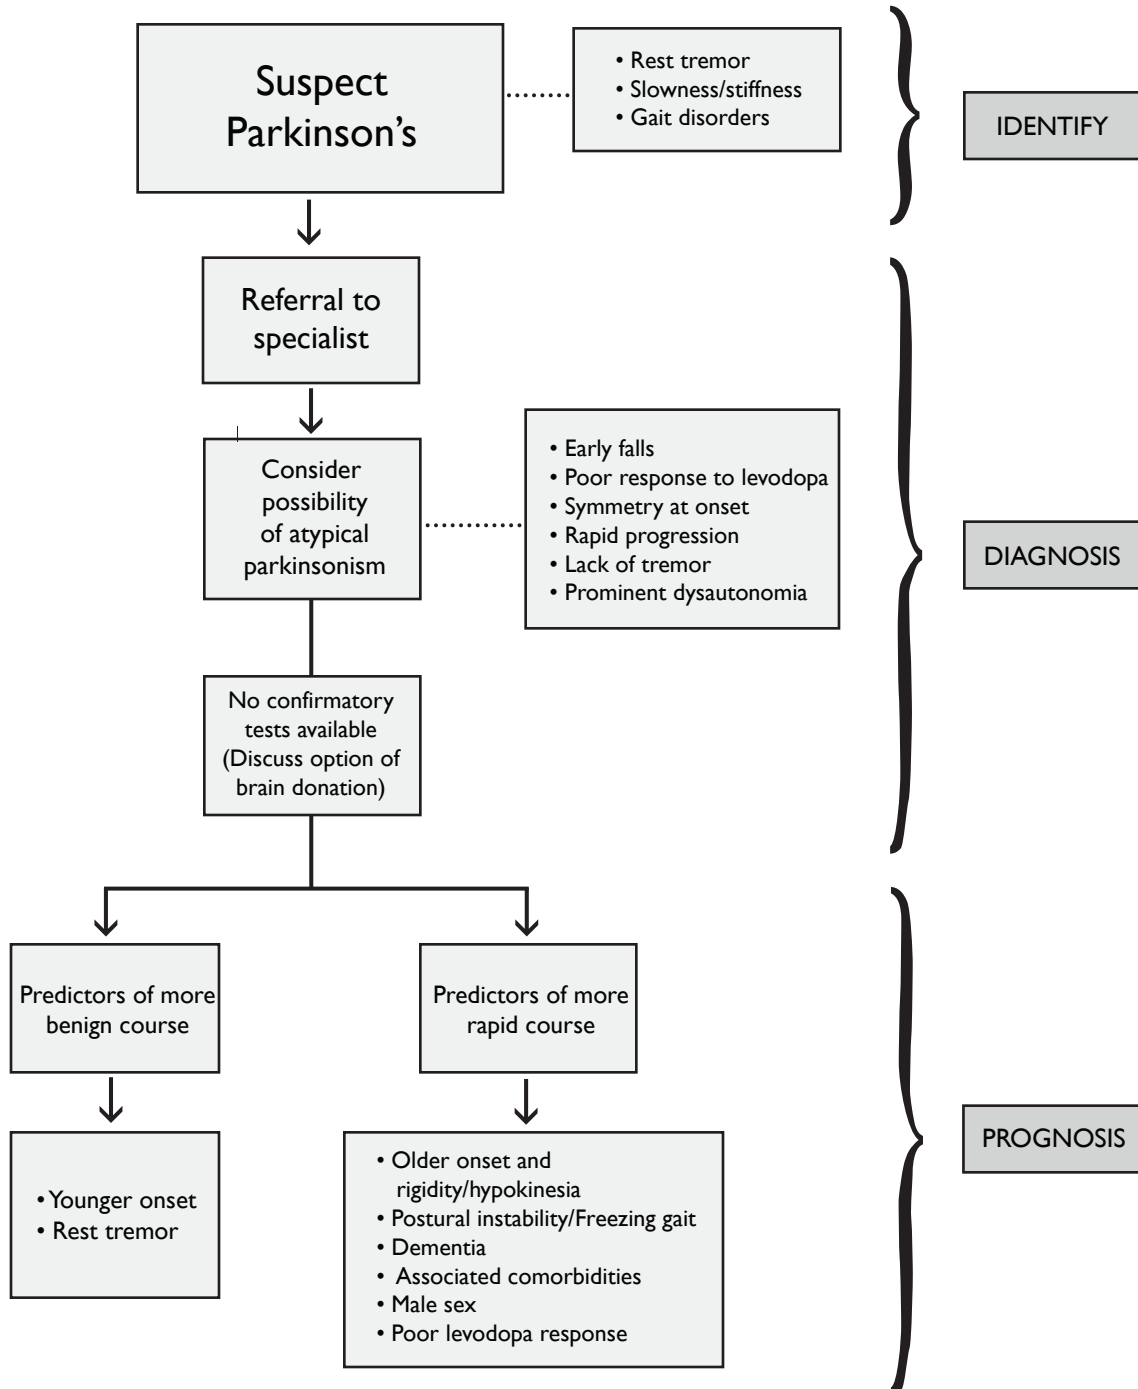 Suspect
Parkinson's
• Rest tremor
• Slowness/stiffness
• Gait disorders
IDENTIFY
Referral to
specialist
Consider
possibility
of atypical
parkinsonism
• Early falls
• Poor response to levodopa
• Symmetry at onset
• Rapid progression
• Lack of tremor
• Prominent dysautonomia
DIAGNOSIS
No confirmatory
tests available
(Discuss option of
brain donation)
Predictors of more
benign course
Predictors of more
rapid course
• Younger onset
• Rest tremor
• Older onset and
rigidity/hypokinesia
• Postural instability/Freezing gait
• Dementia
• Associated comorbidities
• Male sex
• Poor levodopa response
PROGNOSIS